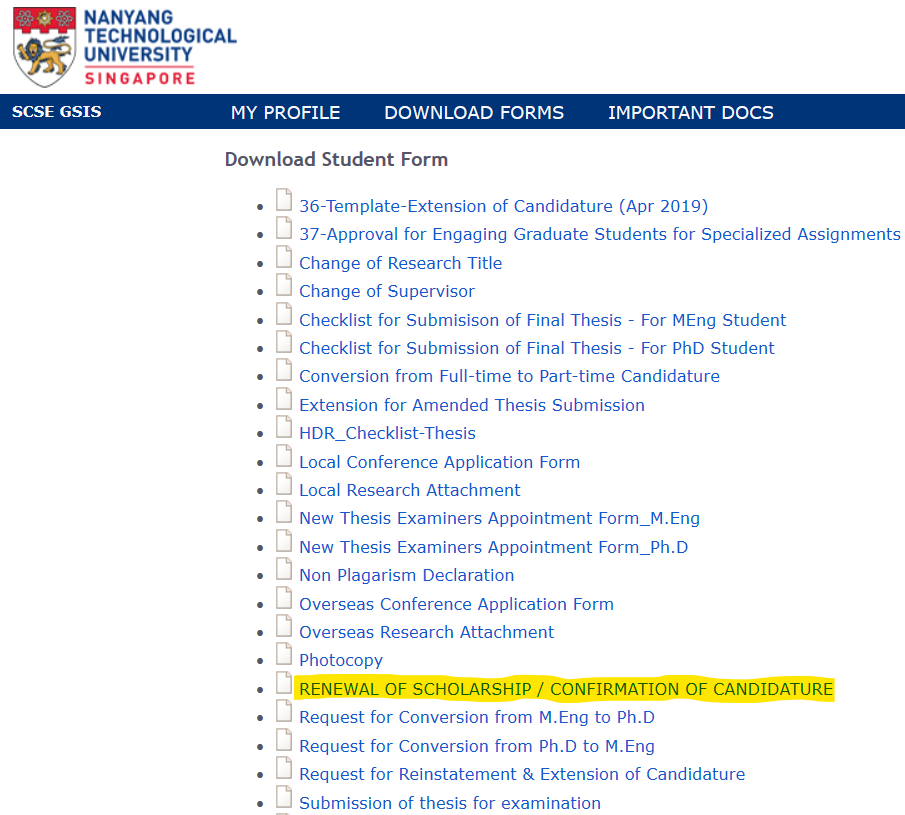 NANYANG
TECHNOLOGICAL
UNIVERSITY
SINGAPORE
SCSE GSIS MY PROFILE DOWNLOAD FORMS IMPORTANT DOCS
Download Student Form
36-Template-Extension of Candidature (Apr 2019)
37-Approval for Engaging Graduate Students for Specialized Assignments
Change of Research Title
Change of Supervisor
Checklist for Submisison of Final Thesis - For MEng Student
Checklist for Submission of Final Thesis - For PhD Student
Conversion from Full-time to Part-time Candidature
Extension for Amended Thesis Submission
HDR_Checklist-Thesis
Local Conference Application Form
Local Research Attachment
New Thesis Examiners Appointment Form_M.Eng
New Thesis Examiners Appointment Form_Ph.D
Non Plagarism Declaration
Overseas Conference Application Form
Overseas Research Attachment
Photocopy
RENEWAL OF SCHOLARSHIP / CONFIRMATION OF CANDIDATURE
Request for Conversion from M.Eng to Ph.D
Request for Conversion from Ph.D to M.Eng
Request for Reinstatement & Extension of Candidature
Submission of thesis for examination